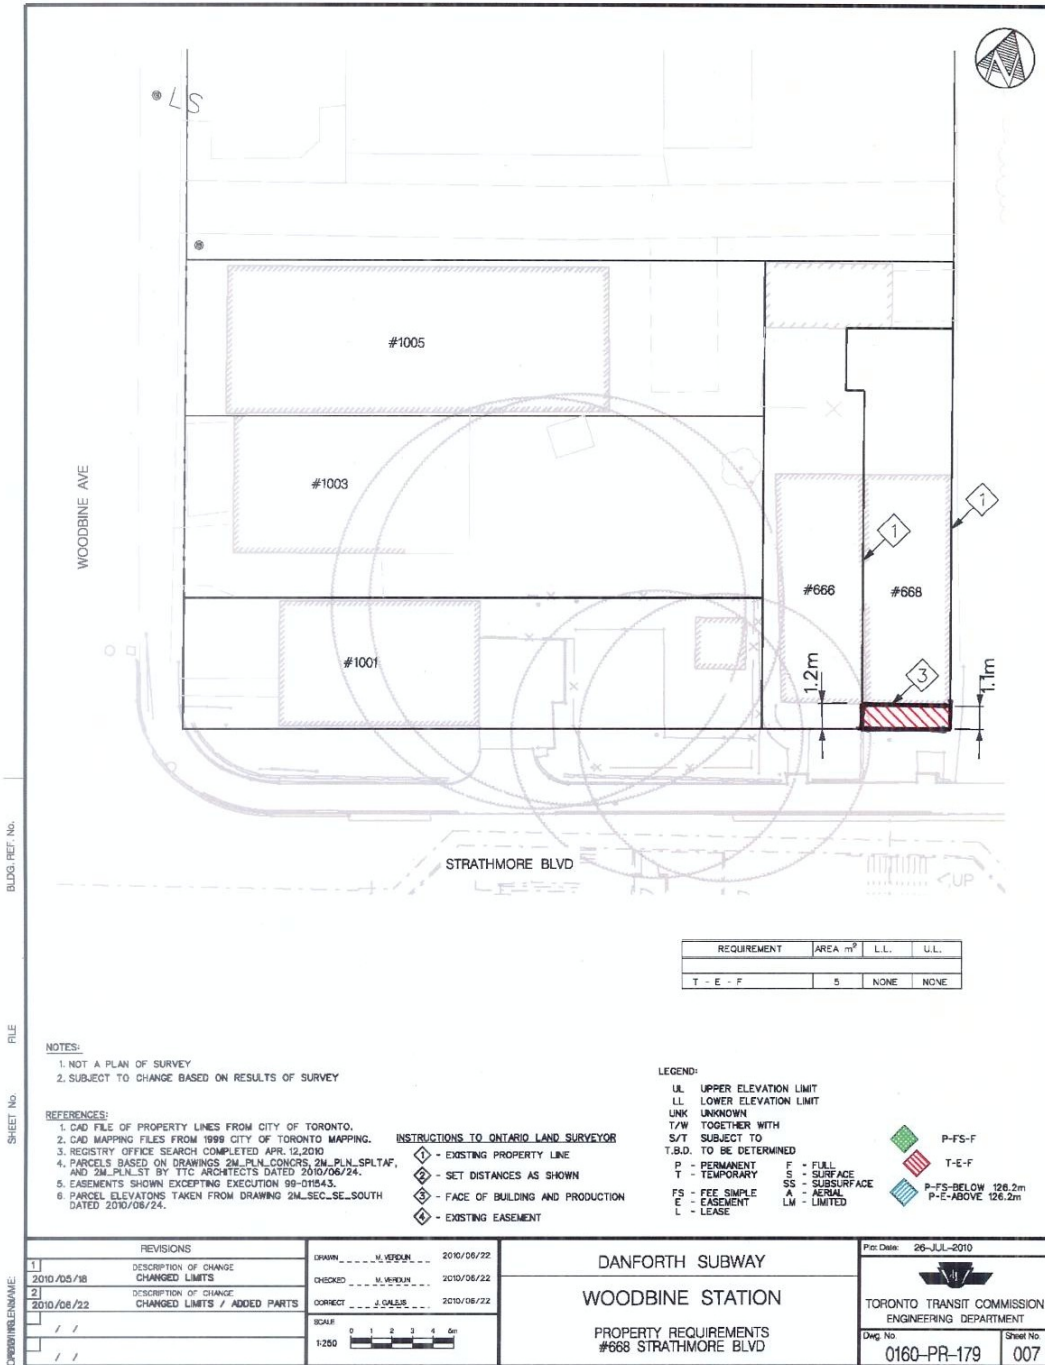 LS
#1005
#1003
WOODBINE AVE
1
1
#666
#668
#1001
1.2m
3
1.1m
STRATHMORE BLVD
UP
BLDG. REF. No.
FILE
SHEET No.
REQUIREMENT AREA m² L.L. U.L.
T - E - F 5 NONE NONE
NOTES:
1. NOT A PLAN OF SURVEY
2. SUBJECT TO CHANGE BASED ON RESULTS OF SURVEY
REFERENCES:
1. CAD FILE OF PROPERTY LINES FROM CITY OF TORONTO.
2. CAD MAPPING FILES FROM 1999 CITY OF TORONTO MAPPING.
3. REGISTRY OFFICE SEARCH COMPLETED APR. 12,2010
4. PARCELS BASED ON DRAWINGS 2M_PLN_CONCRS, 2M_PLN_SPLTAF,
AND 2M_PLN_ST BY TTC ARCHITECTS DATED 2010/06/24.
5. EASEMENTS SHOWN EXCEPTING EXECUTION 99-011543.
6 PARCEL ELEVATONS TAKEN FROM DRAWING 2M_SEC_SE_SOUTH
DATED 2010/06/24.
INSTRUCTIONS TO ONTARIO LAND SURVEYOR
1 - EXISTING PROPERTY LINE
2 - SET DISTANCES AS SHOWN
3 - FACE OF BUILDING AND PRODUCTION
4 - EXISTING EASEMENT
LEGEND:
UL UPPER ELEVATION LIMIT
LL LOWER ELEVATION LIMIT
UNK UNKNOWN
T/W TOGETHER WITH
S/T SUBJECT TO
T.B.D. TO BE DETERMINED
P - PERMANENT F - FULL
T - TEMPORARY S - SURFACE
SS - SUBSURFACE
FS - FEE SIMPLE A - AERIAL
E - EASEMENT LM - LIMITED
L - LEASE
P-FS-F
T-E-F
P-FS-BELOW 126.2m
P-E-ABOVE 126.2m
REVISIONS
1 DESCRIPTION OF CHANGE
2010/05/18 CHANGED LIMITS
2 DESCRIPTION OF CHANGE
2010/06/22 CHANGED LIMITS / ADDED PARTS
/ /
/ /
DRAWN M. VERDUN 2010/06/22
CHECKED M. VERDUN 2010/06/22
CORRECT J. GALEJS 2010/06/22
SCALE
1:250
0 1 2 3 4 5m
DANFORTH SUBWAY
WOODBINE STATION
PROPERTY REQUIREMENTS
#668 STRATHMORE BLVD
Plot Date: 26-JUL-2010
TORONTO TRANSIT COMMISSION
ENGINEERING DEPARTMENT
Dwg. No. Sheet No.
0160-PR-179 007